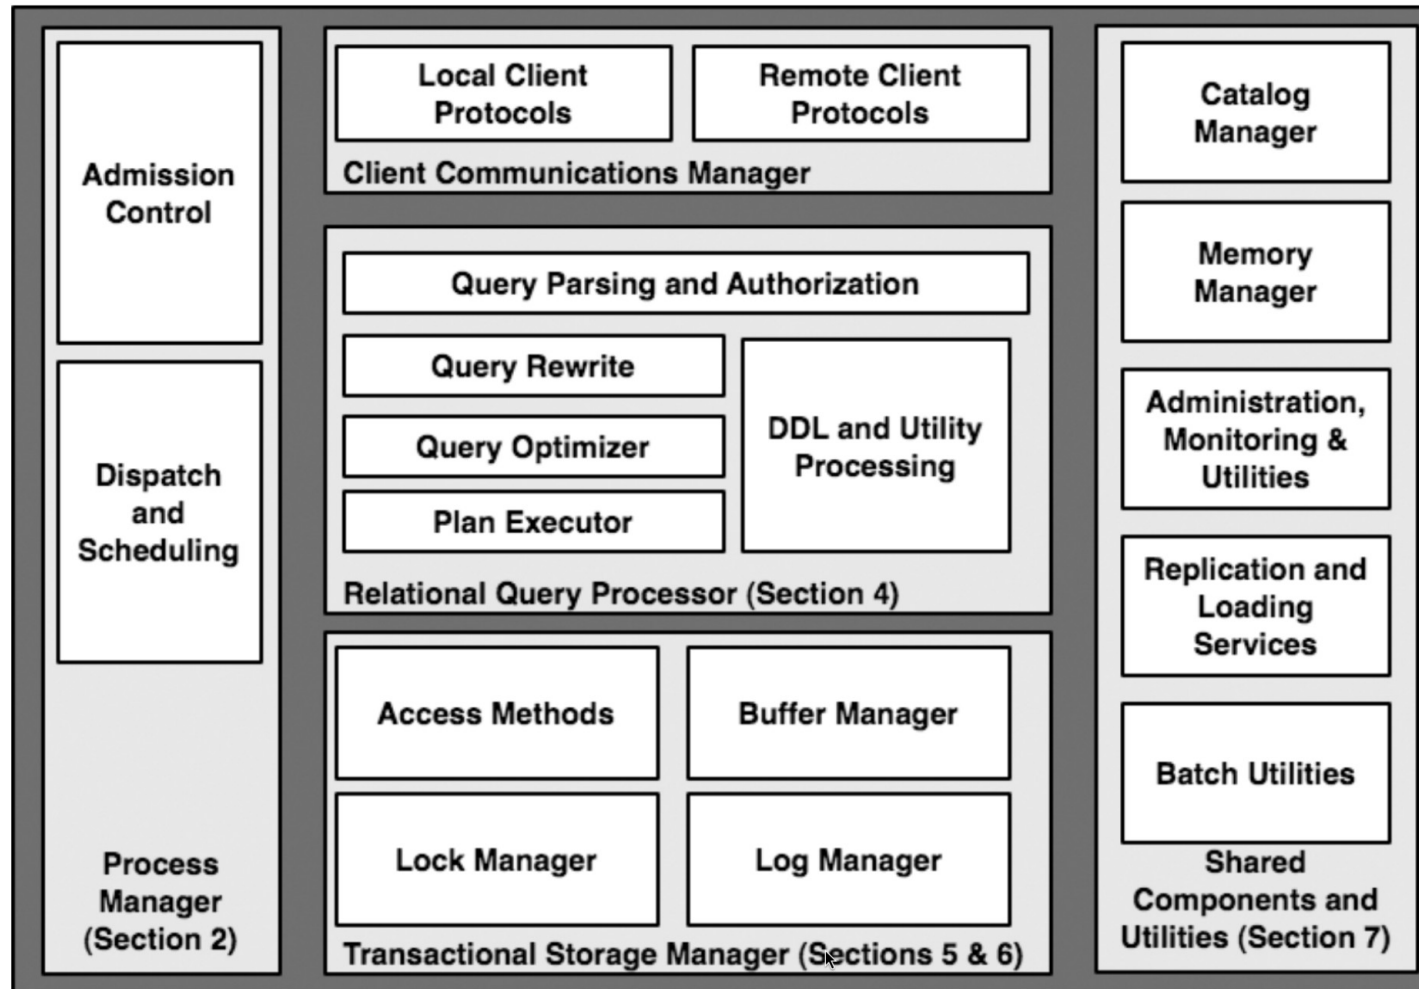 Admission
Control
Dispatch
and
Scheduling
Process
Manager
(Section 2)
Local Client
Protocols
Remote Client
Protocols
Client Communications Manager
Query Parsing and Authorization
Query Rewrite
Query Optimizer
Plan Executor
DDL and Utility
Processing
Relational Query Processor (Section 4)
Access Methods
Buffer Manager
Lock Manager
Log Manager
Transactional Storage Manager (Sections 5 & 6)
Catalog
Manager
Memory
Manager
Administration,
Monitoring &
Utilities
Replication and
Loading
Services
Batch Utilities
Shared
Components and
Utilities (Section 7)